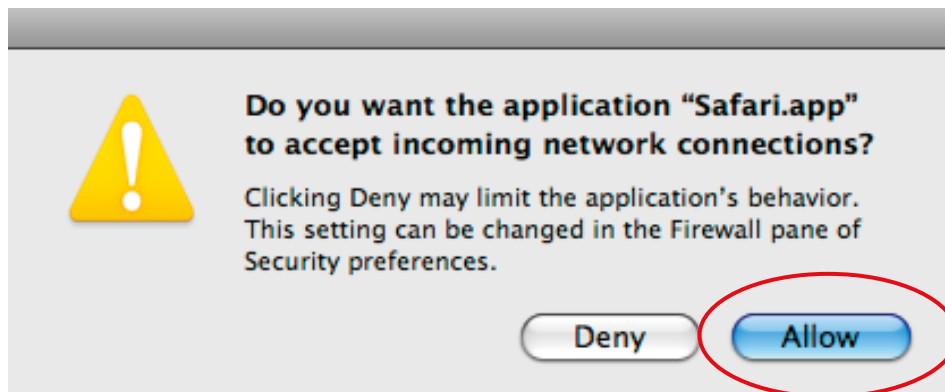 Do you want the application “Safari.app”
to accept incoming network connections?
Clicking Deny may limit the application’s behavior.
This setting can be changed in the Firewall pane of
Security preferences.
Deny Allow